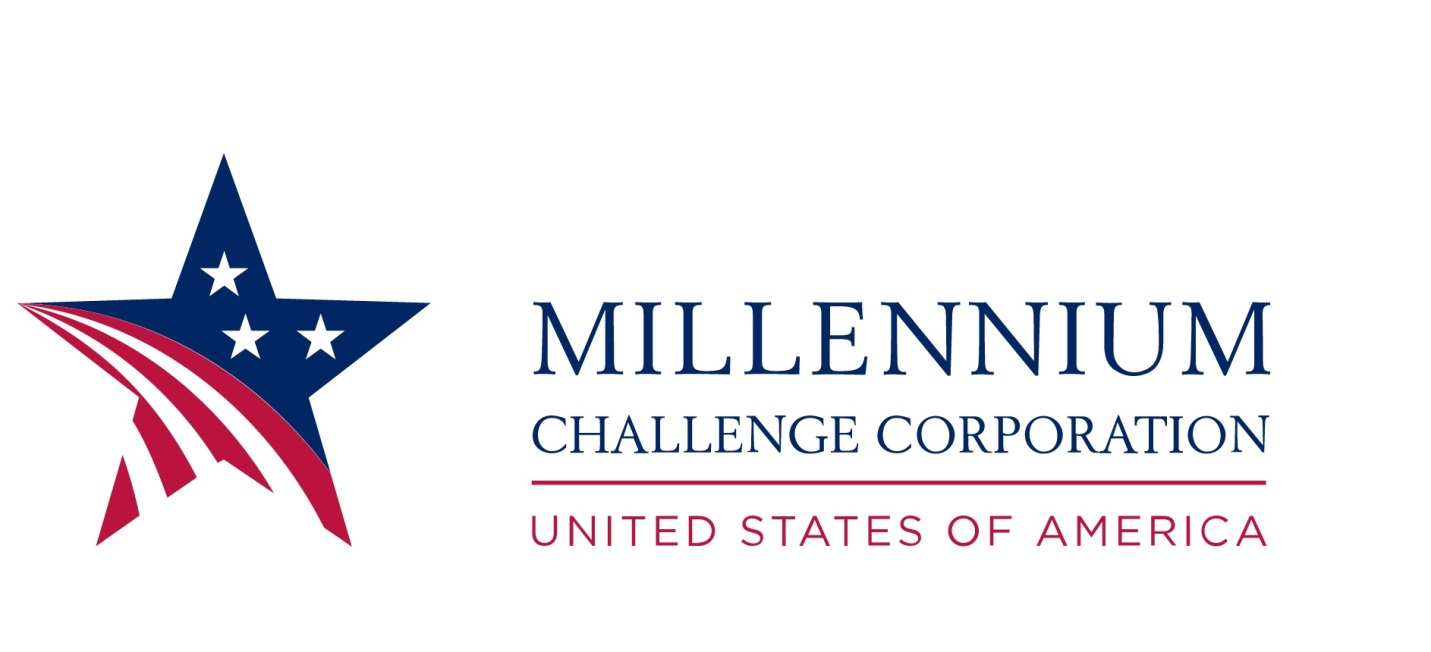 MILLENNIUM
CHALLENGE CORPORATION
UNITED STATES OF AMERICA